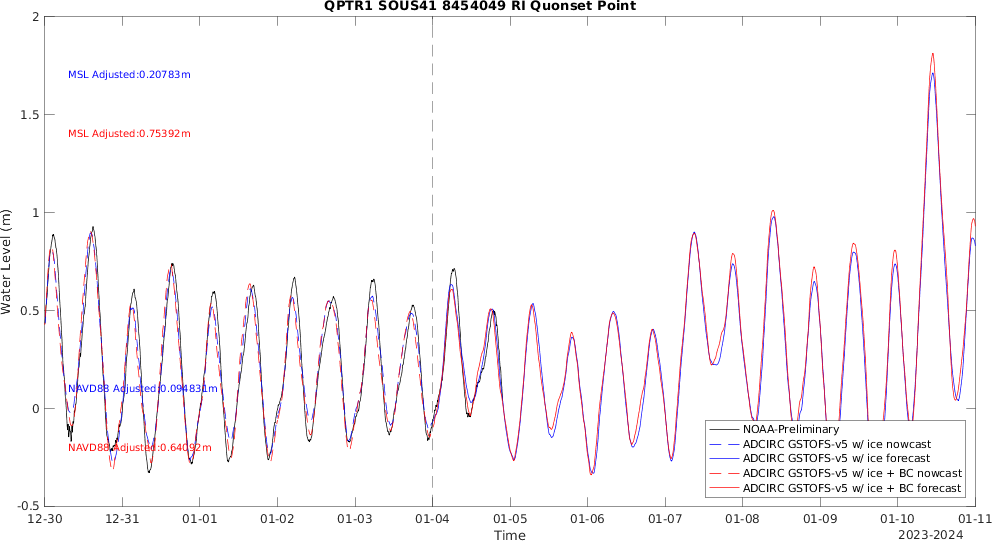 QPTR1 SOUS41 8454049 RI Quonset Point
2
1.5
1
0.5
0
-0.5
Water Level (m)
MSL Adjusted:0.20783m
MSL Adjusted:0.75392m
NAVD88 Adjusted:0.094831m
NAVD88 Adjusted:0.64092m
NOAA-Preliminary
ADCIRC GSTOFS-v5 w/ ice nowcast
ADCIRC GSTOFS-v5 w/ ice forecast
ADCIRC GSTOFS-v5 w/ ice + BC nowcast
ADCIRC GSTOFS-v5 w/ ice + BC forecast
12-30 12-31 01-01 01-02 01-03 01-04 01-05 01-06 01-07 01-08 01-09 01-10 01-11
Time
2023-2024